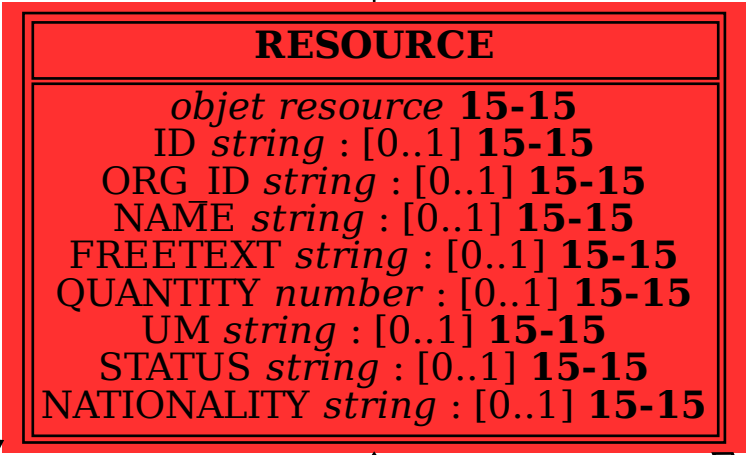 RESOURCE
objet resource 15-15
ID string : [0..1] 15-15
ORG_ID string : [0..1] 15-15
NAME string : [0..1] 15-15
FREETEXT string : [0..1] 15-15
QUANTITY number : [0..1] 15-15
UM string : [0..1] 15-15
STATUS string : [0..1] 15-15
NATIONALITY string : [0..1] 15-15